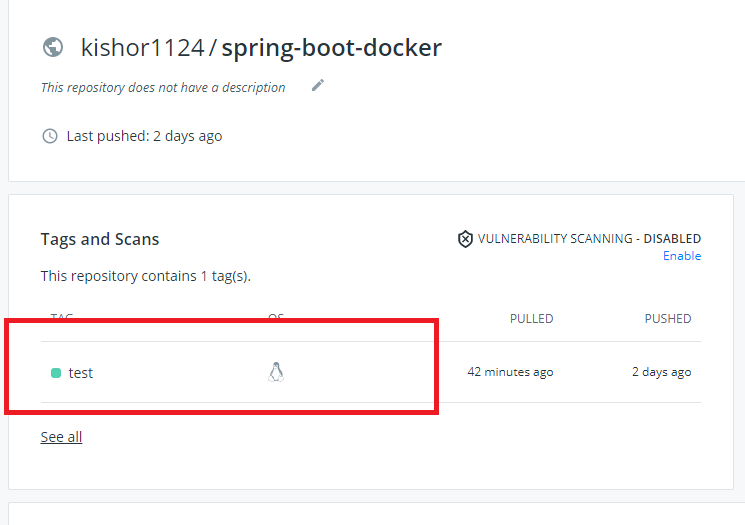 kishor1124 / spring-boot-docker
This repository does not have a description
Last pushed: 2 days ago
Tags and Scans
VULNERABILITY SCANNING - DISABLED
Enable
This repository contains 1 tag(s).
TAG OS PULLED PUSHED
test 42 minutes ago 2 days ago
See all